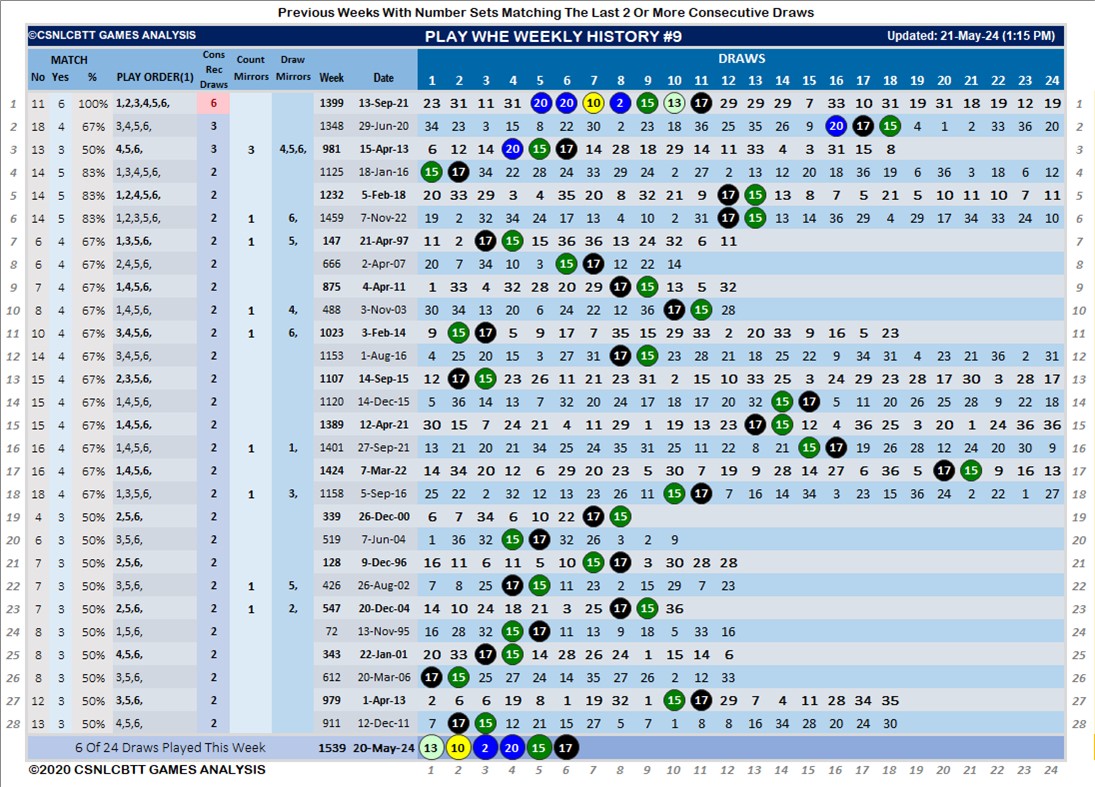 Previous Weeks With Number Sets Matching The Last 2 Or More Consecutive Draws
©CSNLCBTT GAMES ANALYSIS PLAY WHE WEEKLY HISTORY #9 Updated: 21-May-24 (1:15 PM)
MATCH Cons Rec Draws Count Mirrors Draw Mirrors DRAWS
No Yes % PLAY ORDER(1) Week Date 1 2 3 4 5 6 7 8 9 10 11 12 13 14 15 16 17 18 19 20 21 22 23 24
1 11 6 100% 1,2,3,4,5,6, 6 1399 13-Sep-21 23 31 11 31 20 20 10 2 15 13 17 29 29 29 7 33 10 31 19 31 18 19 12 19 1
2 18 4 67% 3,4,5,6, 3 1348 29-Jun-20 34 23 3 15 8 22 30 2 23 18 36 25 35 26 9 20 17 15 4 1 2 33 36 20 2
3 13 3 50% 4,5,6, 3 3 4,5,6, 981 15-Apr-13 6 12 14 20 15 17 14 28 18 29 14 11 33 4 3 31 15 8 3
4 14 5 83% 1,3,4,5,6, 2 1125 18-Jan-16 15 17 34 22 28 24 33 29 24 2 27 2 13 12 20 18 36 19 6 36 3 18 6 12 4
5 14 5 83% 1,2,4,5,6, 2 1232 5-Feb-18 20 33 29 3 4 35 20 8 32 21 9 17 15 13 8 7 5 21 5 10 11 10 7 11 5
6 14 5 83% 1,2,3,5,6, 2 1 6, 1459 7-Nov-22 19 2 32 34 24 17 13 4 10 2 31 17 15 13 14 36 29 4 29 17 34 33 24 10 6
7 6 4 67% 1,3,5,6, 2 1 5, 147 21-Apr-97 11 2 17 15 15 36 36 13 24 32 6 11 7
8 6 4 67% 2,4,5,6, 2 666 2-Apr-07 20 7 34 10 3 15 17 12 22 14 8
9 7 4 67% 1,4,5,6, 2 875 4-Apr-11 1 33 4 32 28 20 29 17 15 13 5 32 9
10 8 4 67% 1,4,5,6, 2 1 4, 488 3-Nov-03 30 34 13 20 6 24 22 12 36 17 15 28 10
11 10 4 67% 3,4,5,6, 2 1 6, 1023 3-Feb-14 9 15 17 5 9 17 7 35 15 29 33 2 20 33 9 16 5 23 11
12 14 4 67% 3,4,5,6, 2 1153 1-Aug-16 4 25 20 15 3 27 31 17 15 23 28 21 18 25 22 9 34 31 4 23 21 36 2 31 12
13 15 4 67% 2,3,5,6, 2 1107 14-Sep-15 12 17 15 23 26 11 21 23 31 2 15 10 33 25 3 24 29 23 28 17 30 3 28 17 13
14 15 4 67% 1,4,5,6, 2 1120 14-Dec-15 5 36 14 13 7 32 20 24 17 18 17 20 32 15 17 5 11 20 26 25 28 9 22 18 14
15 15 4 67% 1,4,5,6, 2 1389 12-Apr-21 30 15 7 24 21 4 11 29 1 19 13 23 17 15 12 4 36 25 3 20 1 24 36 36 15
16 16 4 67% 1,4,5,6, 2 1 1, 1401 27-Sep-21 13 21 20 21 34 25 24 35 31 25 11 22 8 21 15 17 19 26 28 12 24 20 30 9 16
17 16 4 67% 1,4,5,6, 2 1424 7-Mar-22 14 34 20 12 6 29 20 23 5 30 7 19 9 28 14 27 6 36 5 17 15 9 16 13 17
18 18 4 67% 1,3,5,6, 2 1 3, 1158 5-Sep-16 25 22 2 32 12 13 23 26 11 15 17 7 16 14 34 3 23 15 36 24 2 22 1 27 18
19 4 3 50% 2,5,6, 2 339 26-Dec-00 6 7 34 6 10 22 17 15 19
20 6 3 50% 3,5,6, 2 519 7-Jun-04 1 36 32 15 17 32 26 3 2 9 20
21 7 3 50% 2,5,6, 2 128 9-Dec-96 16 11 6 11 5 10 15 17 3 30 28 28 21
22 7 3 50% 3,5,6, 2 1 5, 426 26-Aug-02 7 8 25 17 15 11 23 2 15 29 7 23 22
23 7 3 50% 2,5,6, 2 1 2, 547 20-Dec-04 14 10 24 18 21 3 25 17 15 36 23
24 8 3 50% 1,5,6, 2 72 13-Nov-95 16 28 32 15 17 11 13 9 18 5 33 16 24
25 8 3 50% 4,5,6, 2 343 22-Jan-01 20 33 17 15 14 28 26 24 1 15 14 6 25
26 8 3 50% 3,5,6, 2 612 20-Mar-06 17 15 25 27 24 14 35 27 26 2 12 33 26
27 12 3 50% 3,5,6, 2 979 1-Apr-13 2 6 6 19 8 1 19 32 1 15 17 29 7 4 11 28 34 35 27
28 13 3 50% 4,5,6, 2 911 12-Dec-11 7 17 15 12 21 15 27 5 7 1 8 8 16 34 28 20 24 30 28
6 Of 24 Draws Played This Week 1539 20-May-24 13 10 2 20 15 17
©2020 CSNLCBTT GAMES ANALYSIS 1 2 3 4 5 6 7 8 9 10 11 12 13 14 15 16 17 18 19 20 21 22 23 24